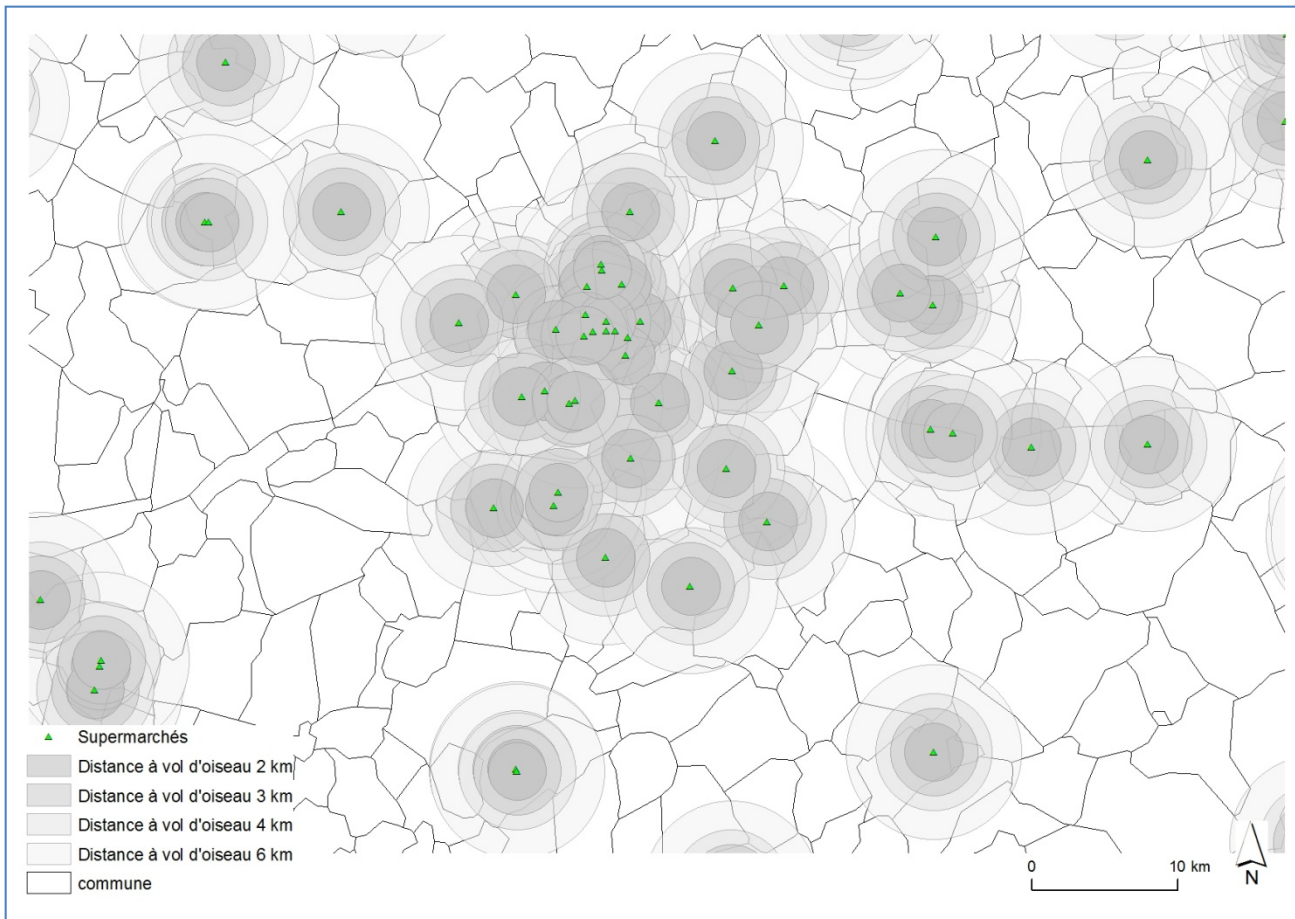 Supermarchés
Distance à vol d'oiseau 2 km
Distance à vol d'oiseau 3 km
Distance à vol d'oiseau 4 km
Distance à vol d'oiseau 6 km
commune
0 10 km
N